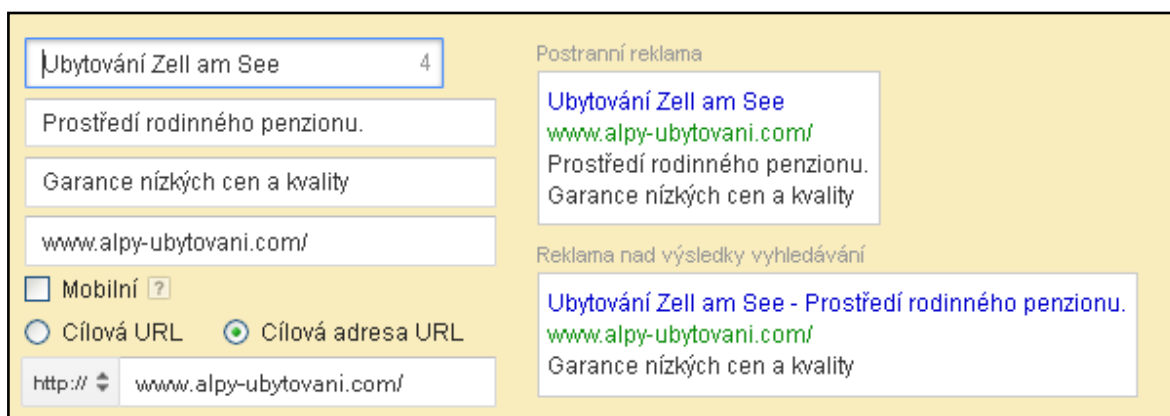 Ubytování Zell am See 4
Prostředí rodinného penzionu.
Garance nízkých cen a kvality
www.alpy-ubytovani.com/
Mobilní ?
Cílová URL Cílová adresa URL
http:// www.alpy-ubytovani.com/
Postranní reklama
Ubytování Zell am See
www.alpy-ubytovani.com/
Prostředí rodinného penzionu.
Garance nízkých cen a kvality
Reklama nad výsledky vyhledávání
Ubytování Zell am See - Prostředí rodinného penzionu.
www.alpy-ubytovani.com/
Garance nízkých cen a kvality